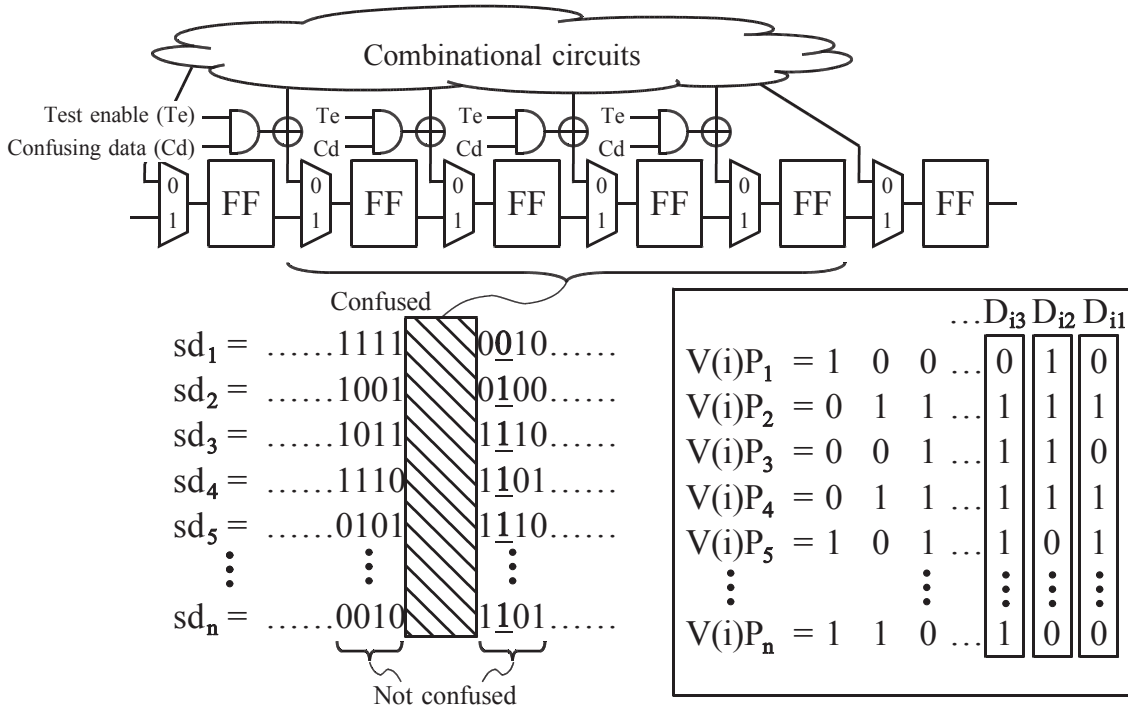 Combinational circuits
Test enable (Te)
Te
Te
Te
Confusing data (Cd)
Cd
Cd
Cd
0
0
0
0
0
0
FF
FF
FF
FF
FF
FF
1
1
1
1
1
1
Confused
sd1 = ......1111 0010......
sd2 = ......1001 0100......
sd3 = ......1011 1110......
sd4 = ......1110 1101......
sd5 = ......0101 1110......
sdn = ......0010 1101......
Not confused
...Di3 Di2 Di1
V(i)P1 = 1 0 0 ...0 1 0
V(i)P2 = 0 1 1 ...1 1 1
V(i)P3 = 0 0 1 ...1 1 0
V(i)P4 = 0 1 1 ...1 1 1
V(i)P5 = 1 0 1 ...1 0 1
V(i)Pn = 1 1 0 ...1 0 0